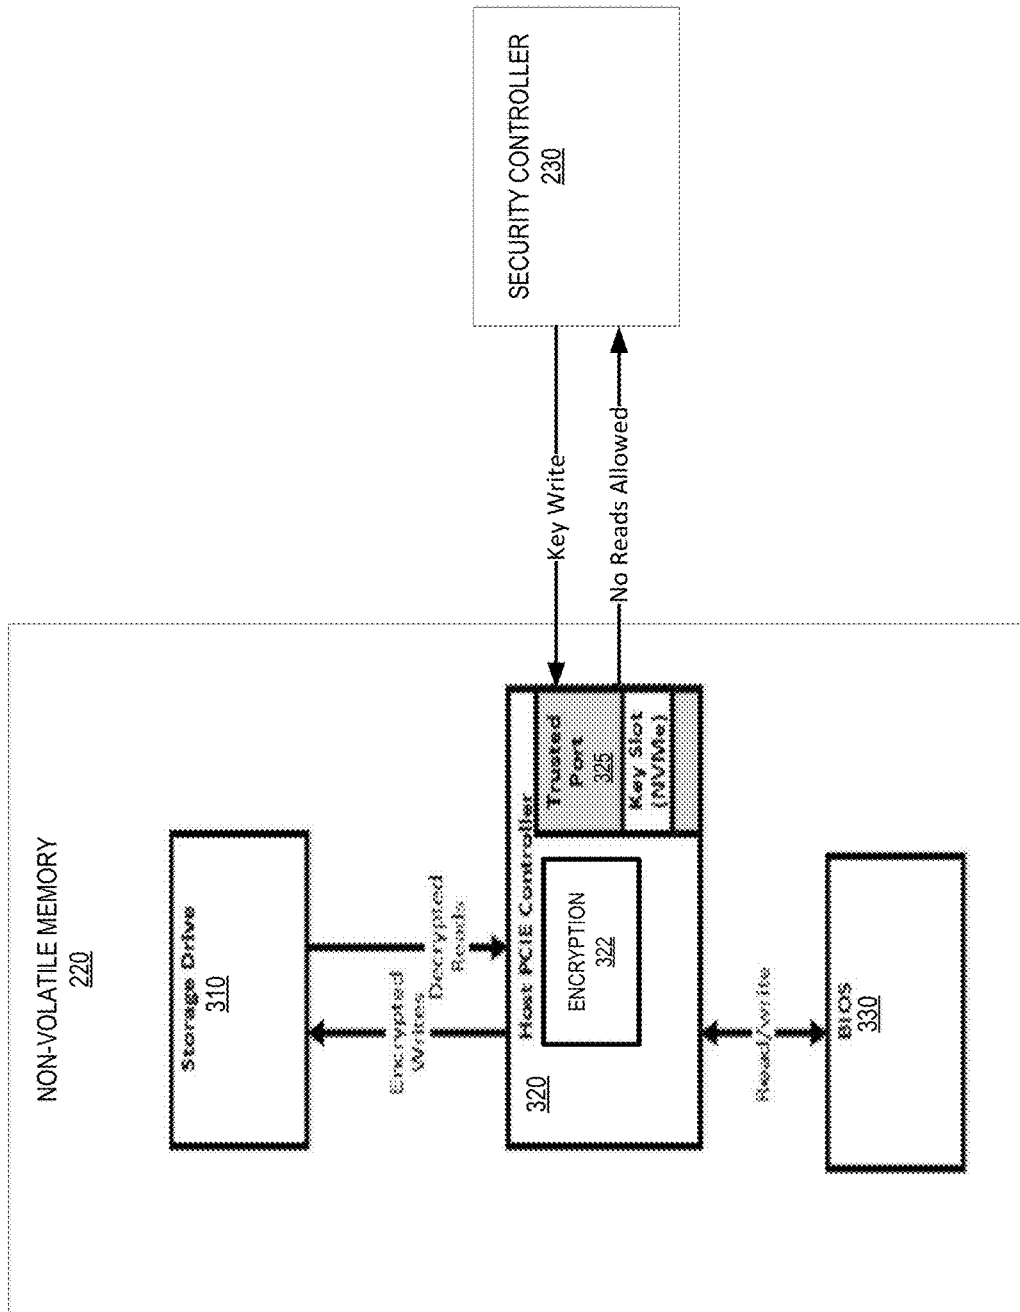 NON-VOLATILE MEMORY
220
Storage Drive
310
Encrypted
Writes
Decrypted
Reads
Host PCIE Controller
320
ENCRYPTION
322
Trusted
Port
325
Key Slot
(NVMe)
Read/write
BIOS
330
Key Write
No Reads Allowed
SECURITY CONTROLLER
230